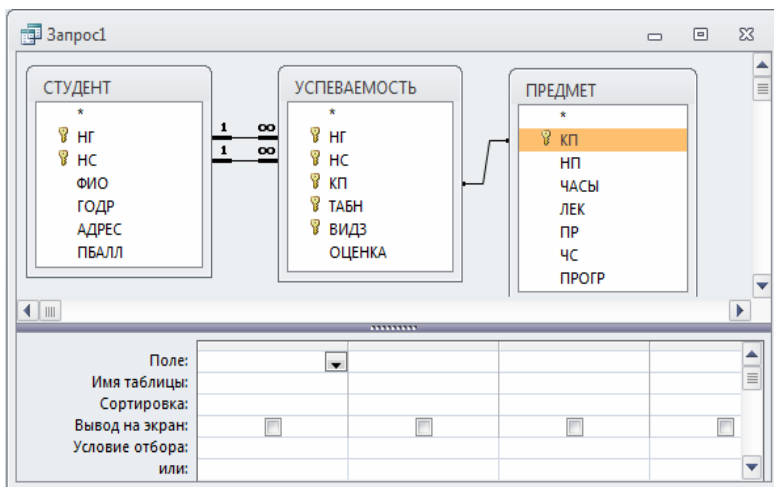 Запрос1
СТУДЕНТ
*
НГ
НС
ФИО
ГОДР
АДРЕС
ПБАЛЛ
1 ∞
1 ∞
УСПЕВАЕМОСТЬ
*
НГ
НС
КП
ТАБН
ВИДЗ
ОЦЕНКА
ПРЕДМЕТ
*
КП
НП
ЧАСЫ
ЛЕК
ПР
ЧС
ПРОГР
Поле:
Имя таблицы:
Сортировка:
Вывод на экран:
Условие отбора:
или: